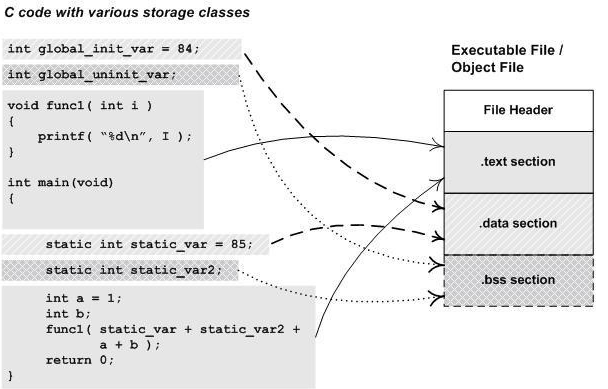 C code with various storage classes
int global_init_var = 84;
int global_uninit_var;
void func1( int i )
{
printf( “%d\n”, I );
}
int main(void)
{
static int static_var = 85;
static int static_var2;
int a = 1;
int b;
func1( static_var + static_var2 +
a + b );
return 0;
}
Executable File /
Object File
File Header
.text section
.data section
.bss section